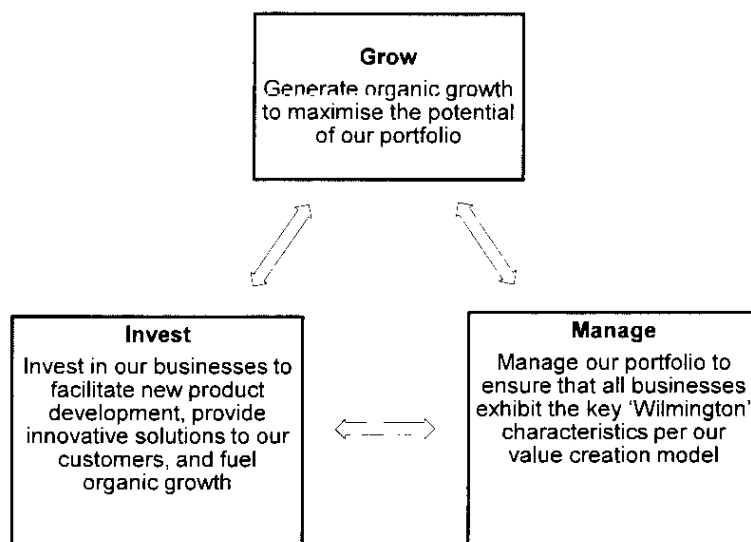 Grow
Generate organic growth
to maximise the potential
of our portfolio
Invest
Invest in our businesses to
facilitate new product
development, provide
innovative solutions to our
customers, and fuel
organic growth
Manage
Manage our portfolio to
ensure that all businesses
exhibit the key 'Wilmington'
characteristics per our
value creation model